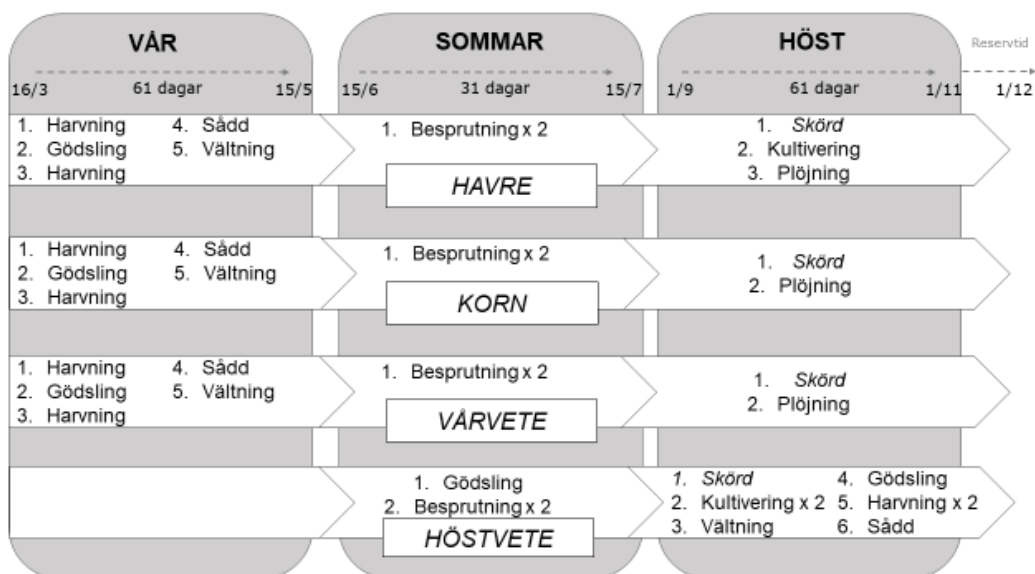 VÅR SOMMAR HÖST Reservtid
16/3 61 dagar 15/5 15/6 31 dagar 15/7 1/9 61 dagar 1/11 1/12
1. Harvning 4. Sådd
2. Gödsling 5. Vältning
3. Harvning
1. Besprutning x 2
HAVRE
1. Skörd
2. Kultivering
3. Plöjning
1. Harvning 4. Sådd
2. Gödsling 5. Vältning
3. Harvning
1. Besprutning x 2
KORN
1. Skörd
2. Plöjning
1. Harvning 4. Sådd
2. Gödsling 5. Vältning
3. Harvning
1. Besprutning x 2
VÅRVETE
1. Skörd
2. Plöjning
1. Gödsling
2. Besprutning x 2
HÖSTVETE
1. Skörd 4. Gödsling
2. Kultivering x 2 5. Harvning x 2
3. Vältning 6. Sådd